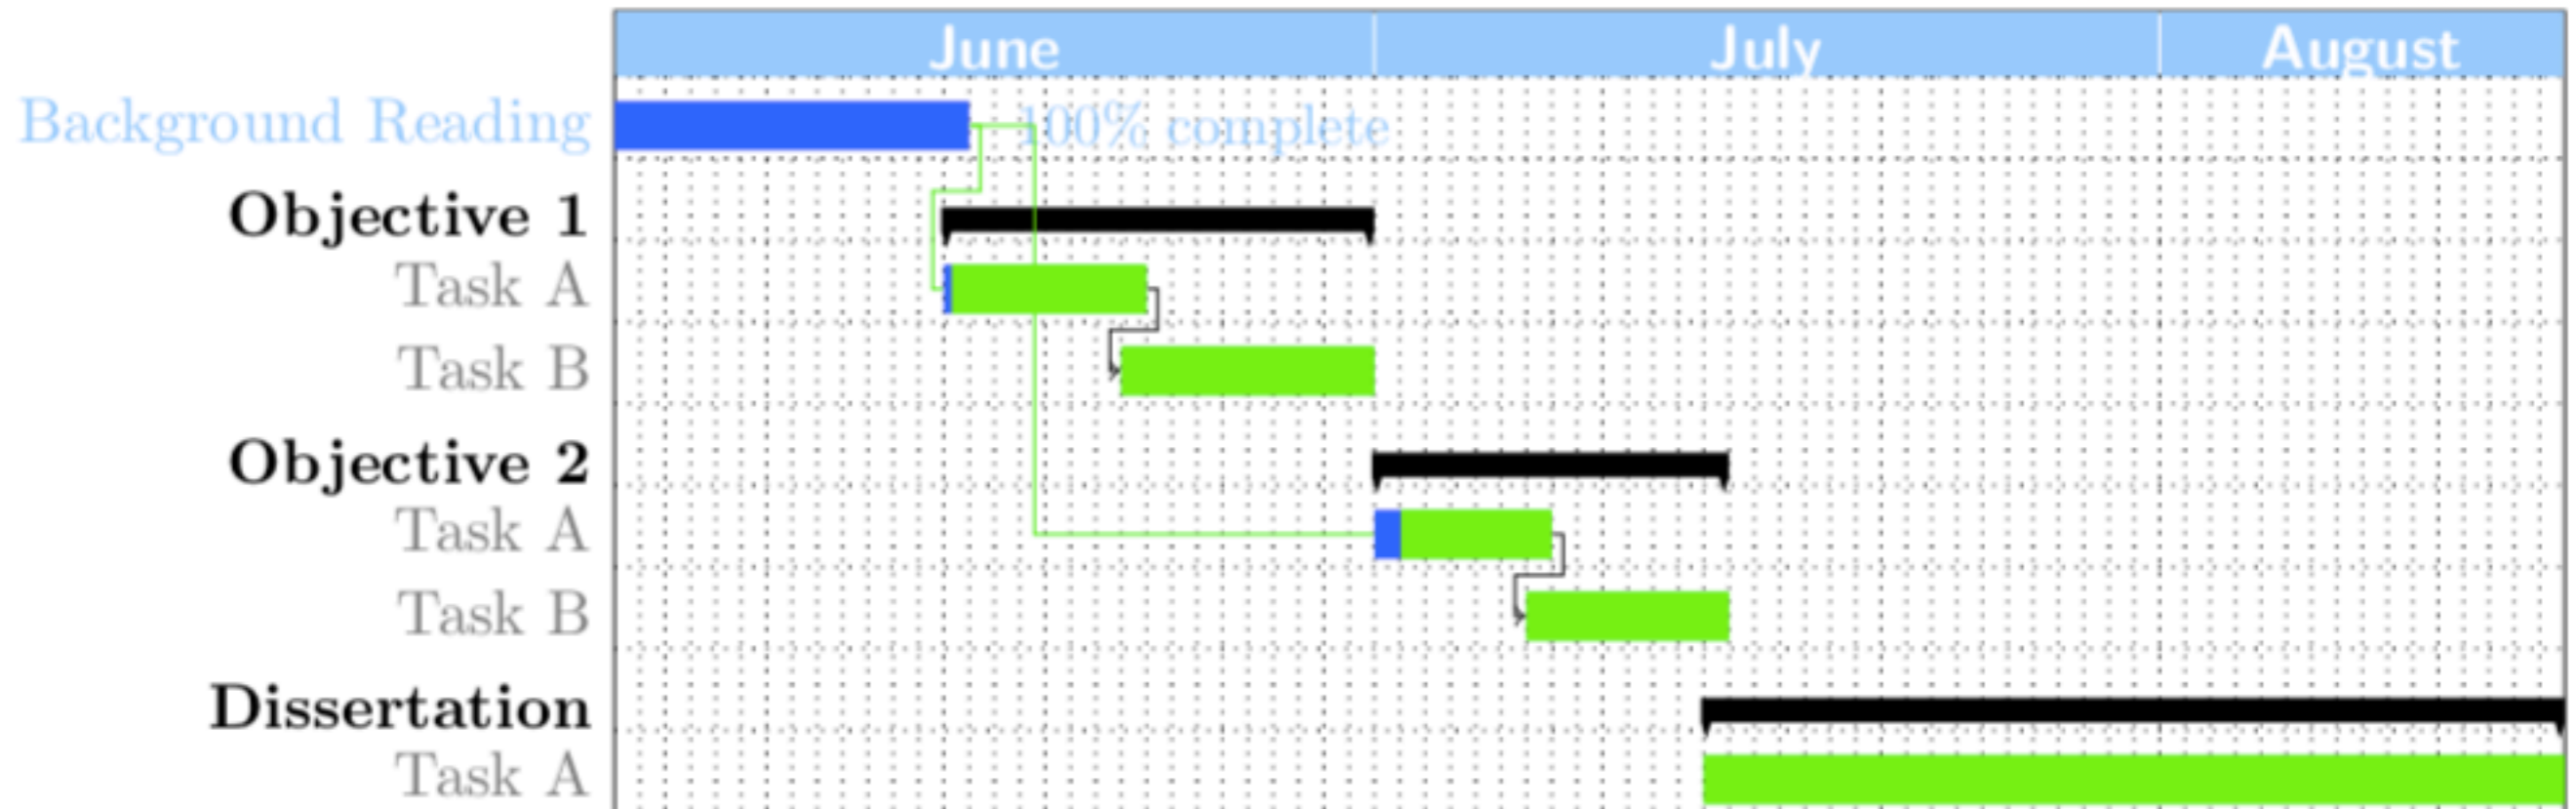 June July August
Background Reading 100% complete
Objective 1
Task A
Task B
Objective 2
Task A
Task B
Dissertation
Task A